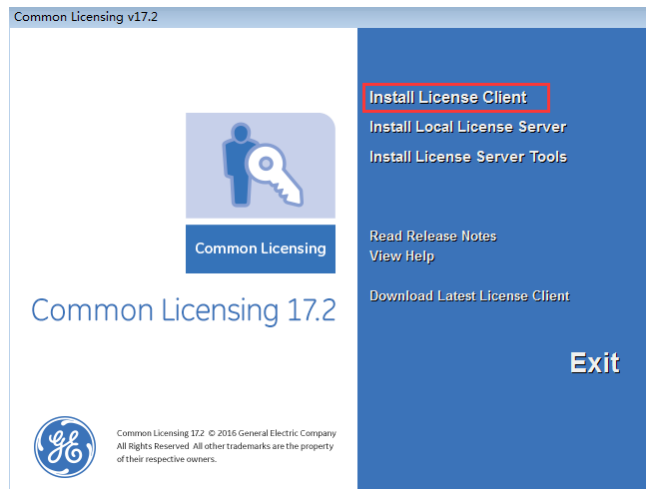 Common Licensing v17.2
Install License Client
Install Local License Server
Install License Server Tools
Common Licensing
Read Release Notes
View Help
Download Latest License Client
Common Licensing 17.2
Exit
GE
Common Licensing 17.2 © 2016 General Electric Company
All Rights Reserved All other trademarks are the property
of their respective owners.